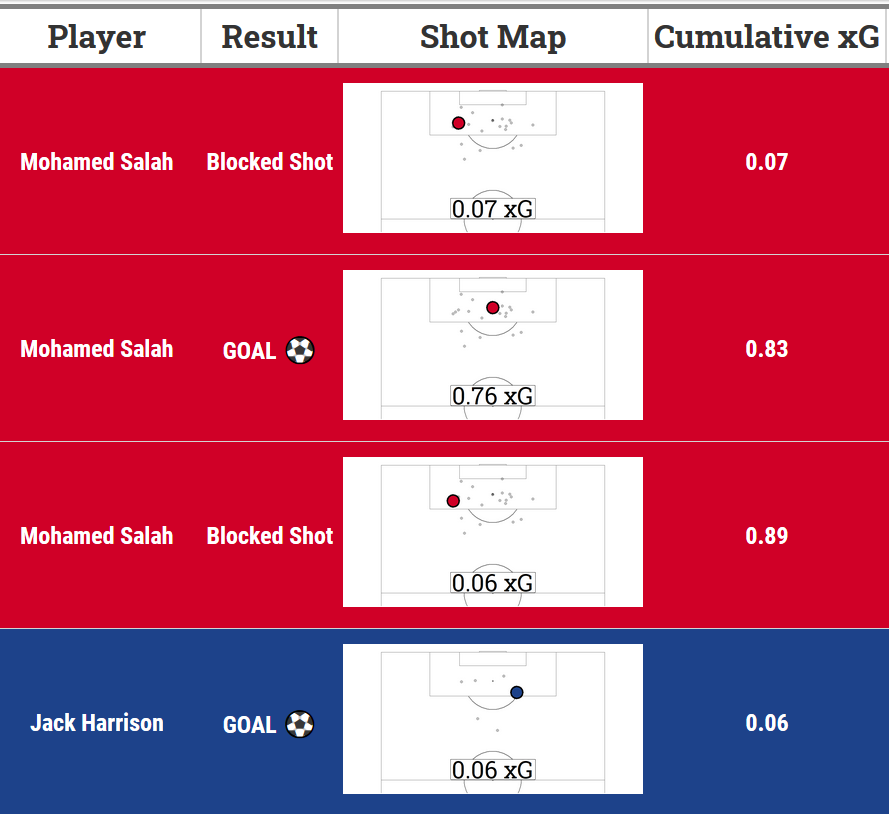 Player Result Shot Map Cumulative xG
Mohamed Salah Blocked Shot 0.07 xG 0.07
Mohamed Salah GOAL ⚽ 0.76 xG 0.83
Mohamed Salah Blocked Shot 0.06 xG 0.89
Jack Harrison GOAL ⚽ 0.06 xG 0.06